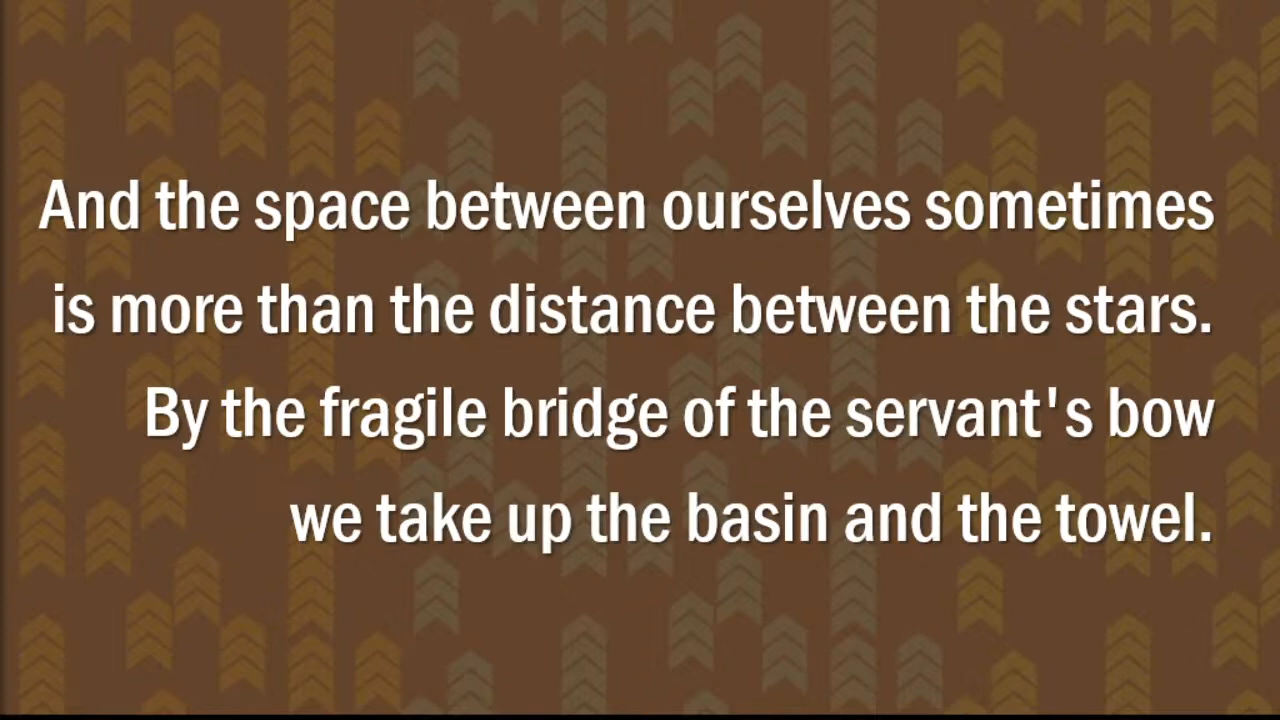 And the space between ourselves sometimes
is more than the distance between the stars.
By the fragile bridge of the servant's bow
we take up the basin and the towel.